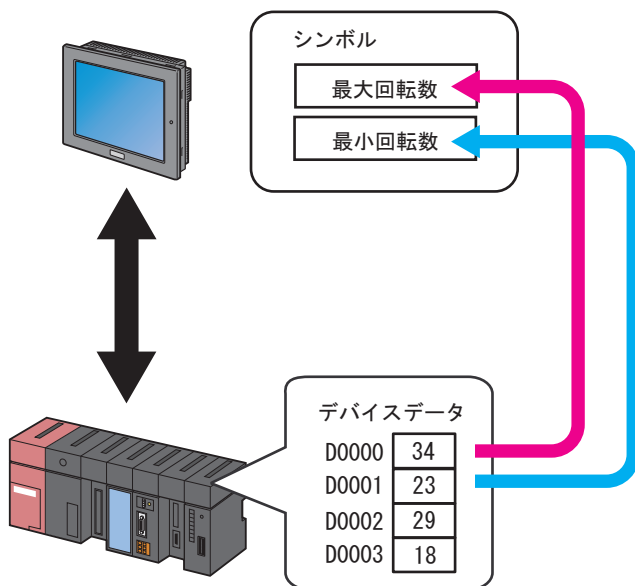 シンボル
最大回転数
最小回転数
デバイスデータ
D0000 34
D0001 23
D0002 29
D0003 18